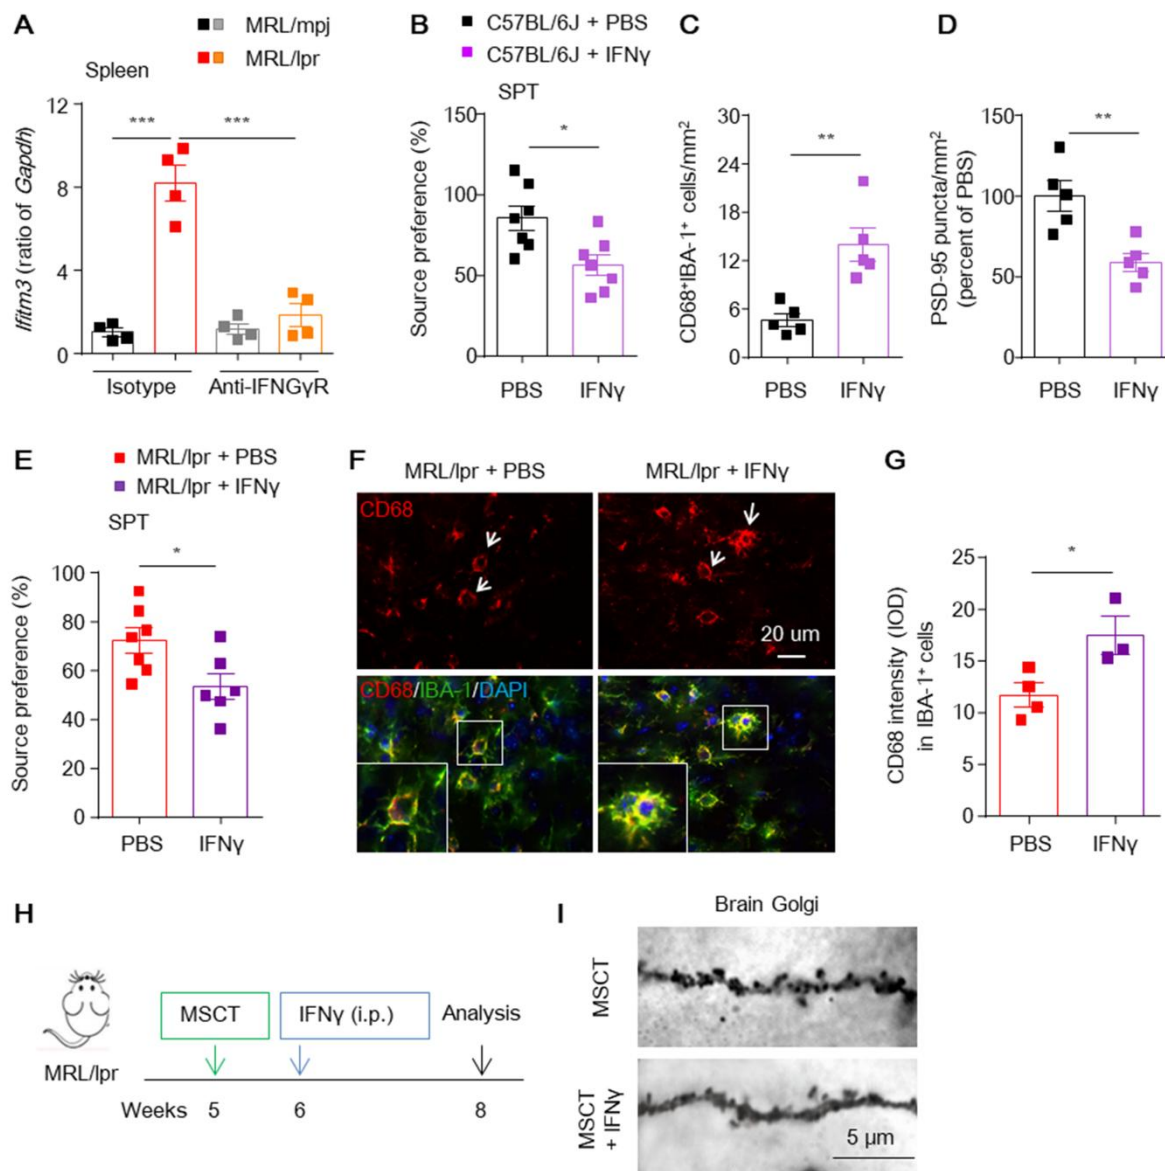 A
MRL/mpj
MRL/lpr
Spleen
Ifitm3 (ratio of Gapdh)
12
8
4
0
***
***
Isotype
Anti-IFNGγR
B
C57BL/6J + PBS
C57BL/6J + IFNγ
SPT
Source preference (%)
150
100
50
0
*
PBS
IFNγ
C
CD68⁺IBA-1⁺ cells/mm²
30
24
18
12
6
0
**
PBS
IFNγ
D
PSD-95 puncta/mm²
(percent of PBS)
150
100
50
0
**
PBS
IFNγ
E
MRL/lpr + PBS
MRL/lpr + IFNγ
SPT
Source preference (%)
100
80
60
40
20
0
*
PBS
IFNγ
F
MRL/lpr + PBS
MRL/lpr + IFNγ
CD68
20 um
CD68/IBA-1/DAPI
G
CD68 intensity (IOD)
in IBA-1⁺ cells
25
20
15
10
5
0
*
PBS
IFNγ
H
MSCT
IFNγ (i.p.)
Analysis
MRL/lpr
Weeks 5 6 8
I
Brain Golgi
MSCT
MSCT
+ IFNγ
5 μm